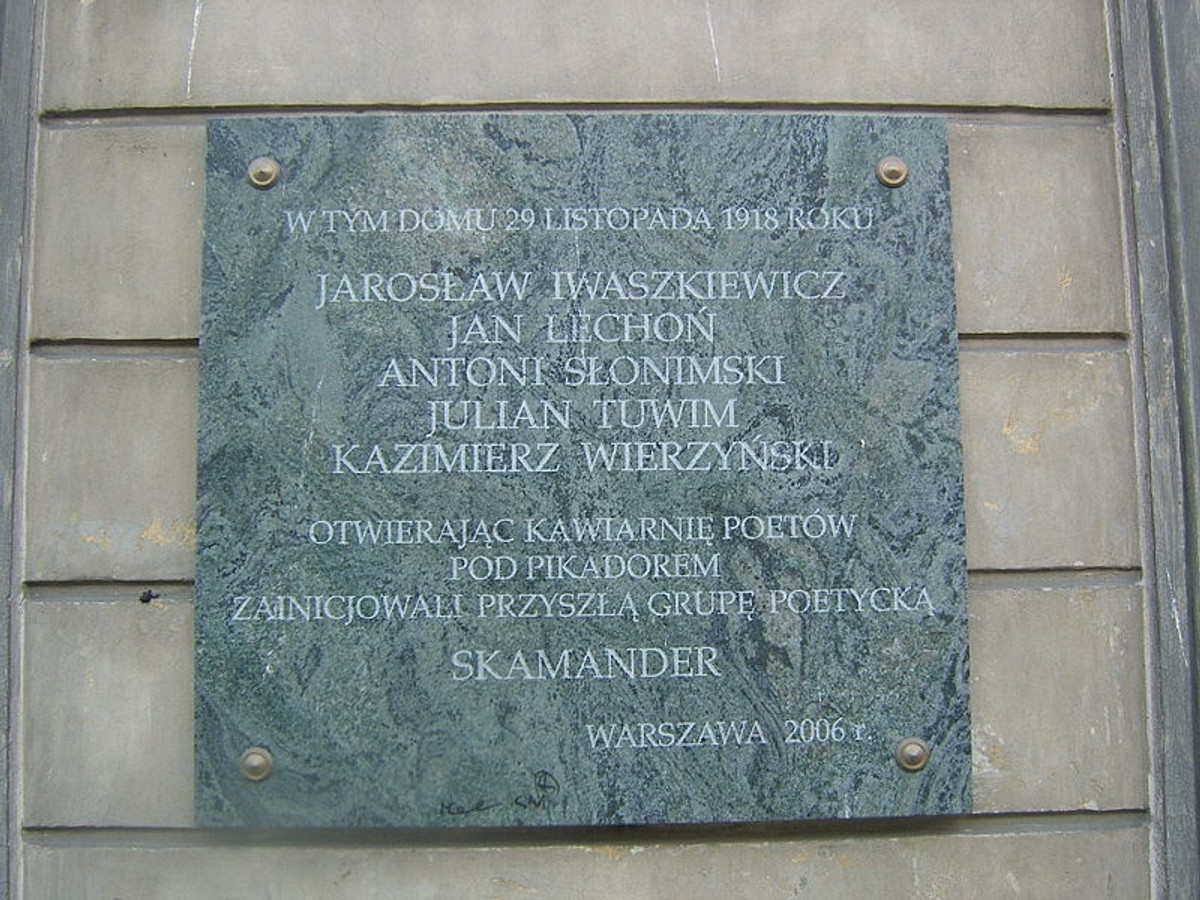 W TYM DOMU 29 LISTOPADA 1918 ROKU
JAROSŁAW IWASZKIEWICZ
JAN LECHOŃ
ANTONI SŁONIMSKI
JULIAN TUWIM
KAZIMIERZ WIERZYŃSKI
OTWIERAJĄC KAWIARNIĘ POETÓW
POD PIKADOREM
ZAINICJOWALI PRZYSZŁĄ GRUPĘ POETYCKĄ
SKAMANDER
WARSZAWA 2006 r.